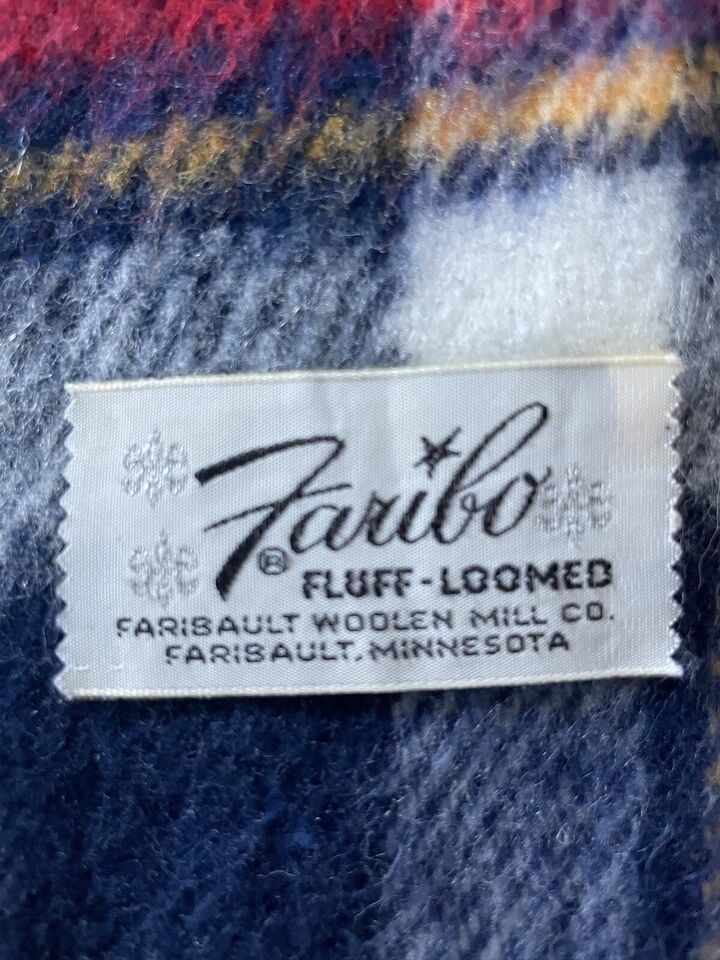 Faribo
® FLUFF-LOOMED
FARIBAULT WOOLEN MILL CO.
FARIBAULT, MINNESOTA